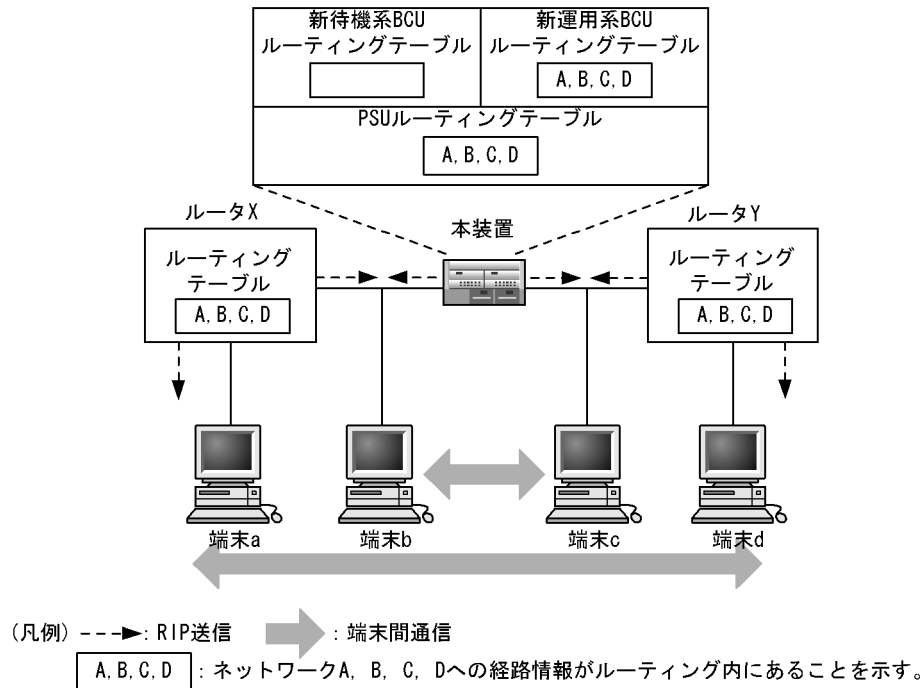 新待機系BCU
ルーティングテーブル
新運用系BCU
ルーティングテーブル
A, B, C, D
PSUルーティングテーブル
A, B, C, D
ルータX
本装置
ルータY
ルーティング
テーブル
A, B, C, D
ルーティング
テーブル
A, B, C, D
端末a
端末b
端末c
端末d
(凡例) : RIP送信 : 端末間通信
A, B, C, D : ネットワークA, B, C, Dへの経路情報がルーティング内にあることを示す。